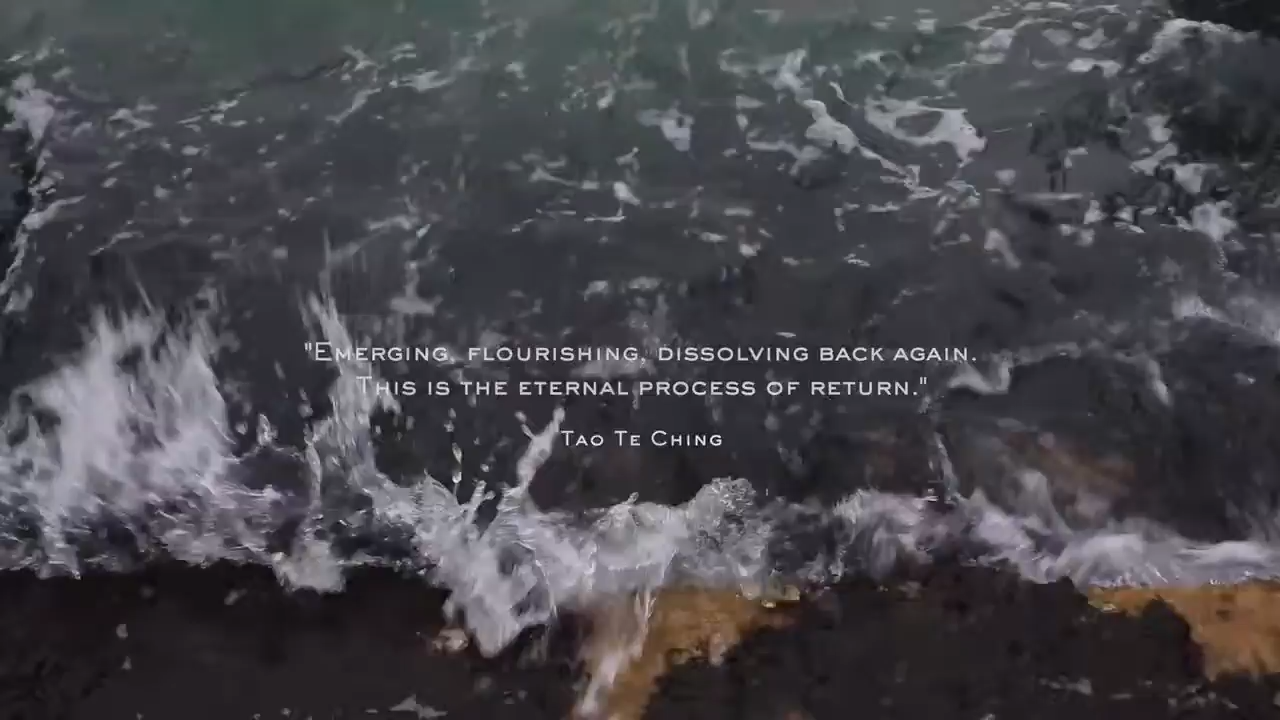 "Emerging, flourishing, dissolving back again.
This is the eternal process of return."
Tao Te Ching